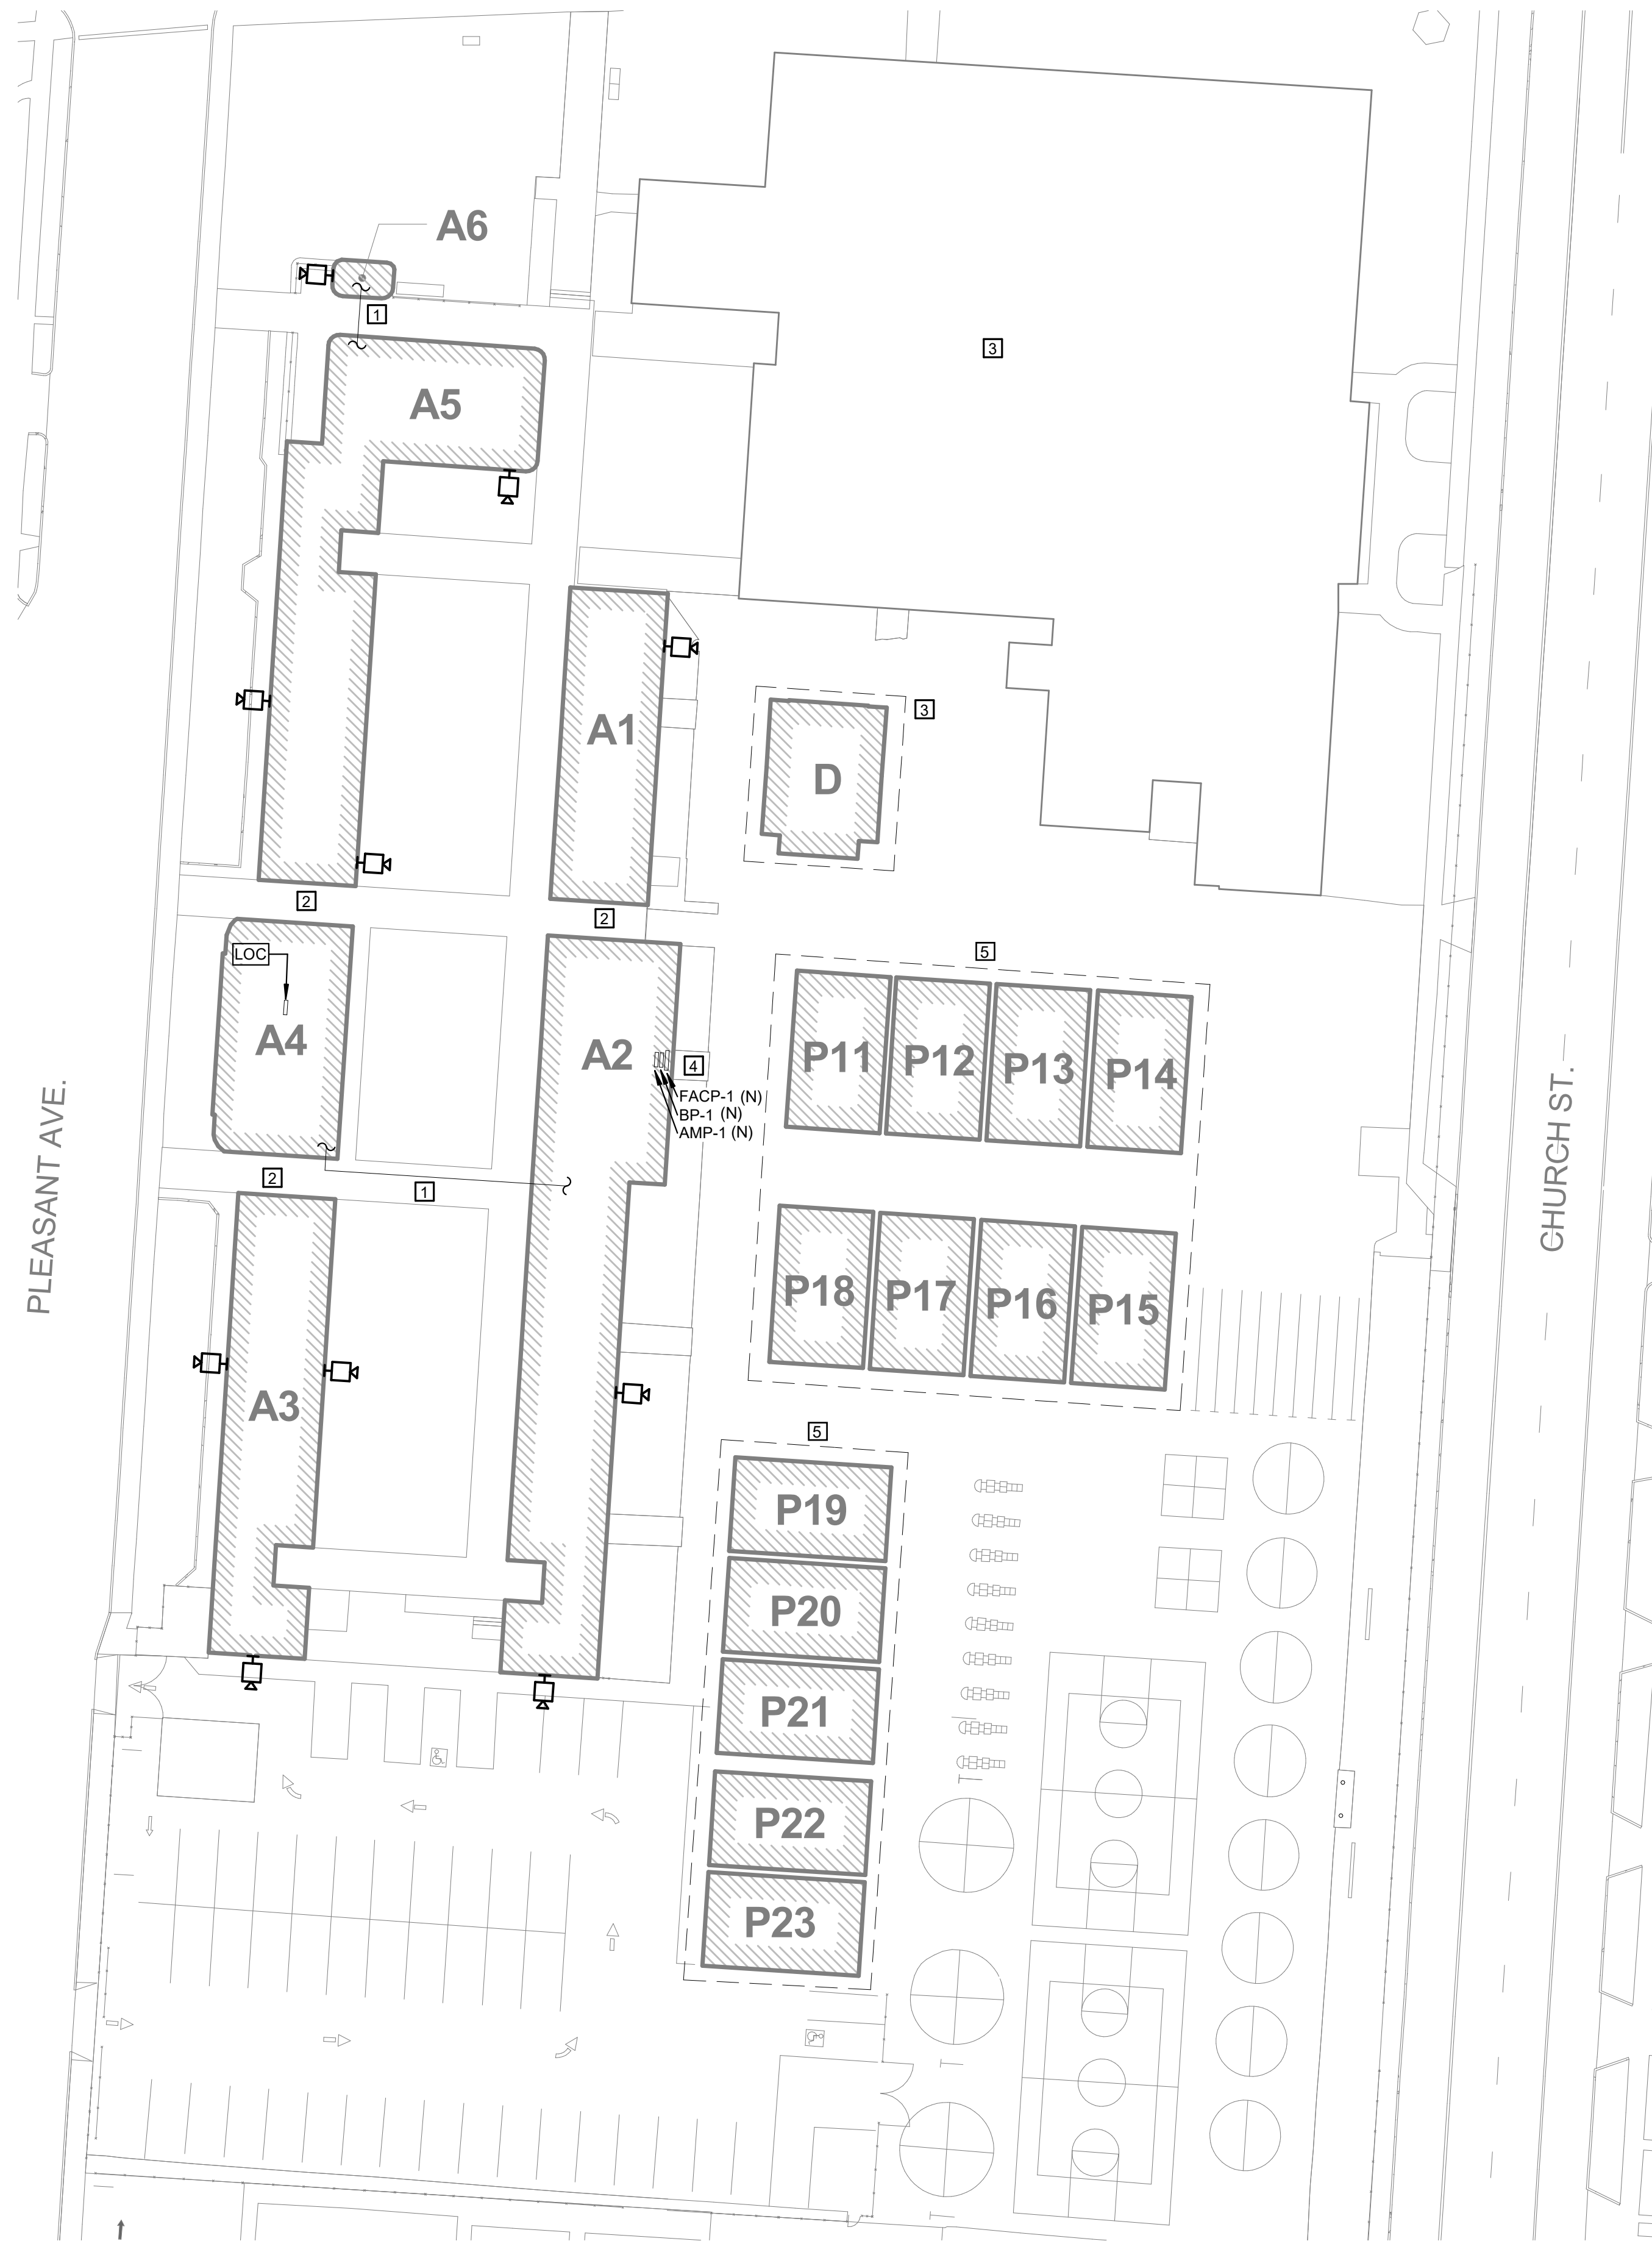 A6
1
3
A5
A1
3
D
2
2
5
LOC
A4
A2
P11
P12
P13
P14
4
FACP-1 (N)
BP-1 (N)
AMP-1 (N)
PLEASANT AVE.
CHURCH ST.
2
1
P18
P17
P16
P15
A3
5
P19
P20
P21
P22
P23